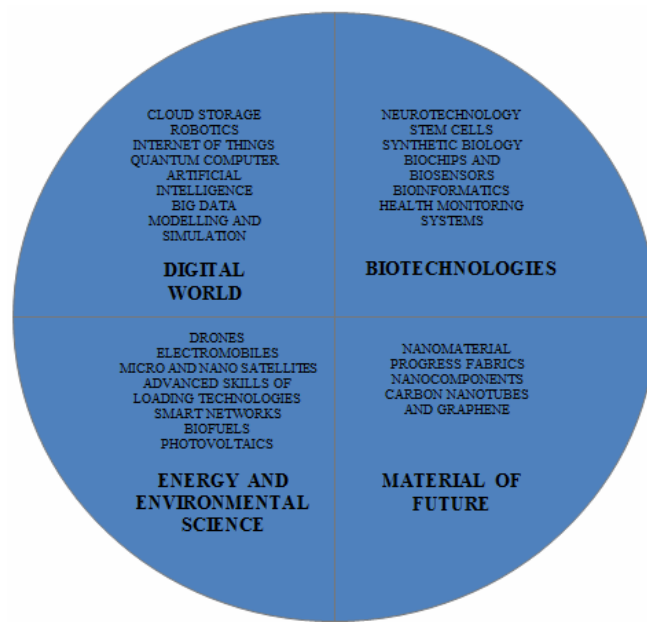 CLOUD STORAGE
ROBOTICS
INTERNET OF THINGS
QUANTUM COMPUTER
ARTIFICIAL
INTELLIGENCE
BIG DATA
MODELLING AND
SIMULATION
DIGITAL
WORLD
NEUROTECHNOLOGY
STEM CELLS
SYNTHETIC BIOLOGY
BIOCHIPS AND
BIOSENSORS
BIOINFORMATICS
HEALTH MONITORING
SYSTEMS
BIOTECHNOLOGIES
DRONES
ELECTROMOBILES
MICRO AND NANO SATELLITES
ADVANCED SKILLS OF
LOADING TECHNOLOGIES
SMART NETWORKS
BIOFUELS
PHOTOVOLTAICS
ENERGY AND
ENVIRONMENTAL
SCIENCE
NANOMATERIAL
PROGRESS FABRICS
NANOCOMPONENTS
CARBON NANOTUBES
AND GRAPHENE
MATERIAL OF
FUTURE